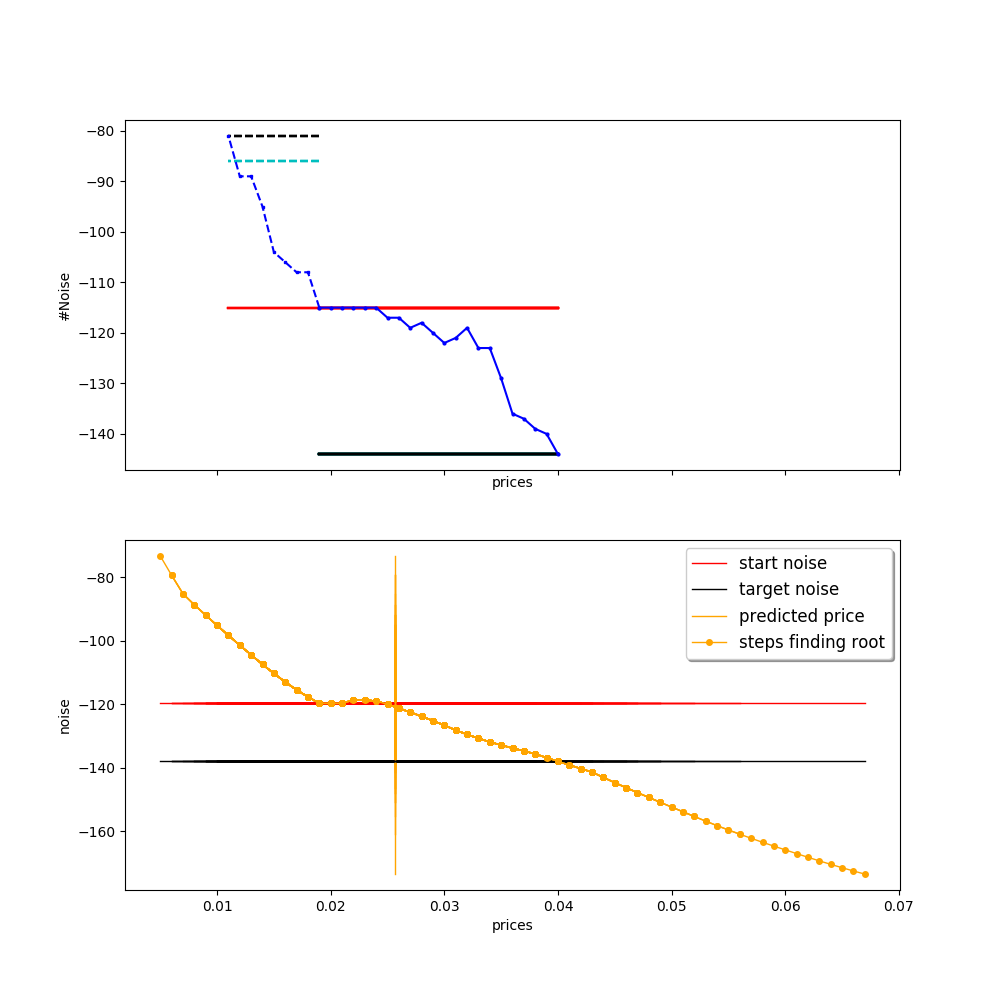 −80
−90
−100
−110
−120
−130
−140
#Noise
prices
−80
−100
−120
−140
−160
noise
start noise
target noise
predicted price
steps finding root
0.01 0.02 0.03 0.04 0.05 0.06 0.07
prices